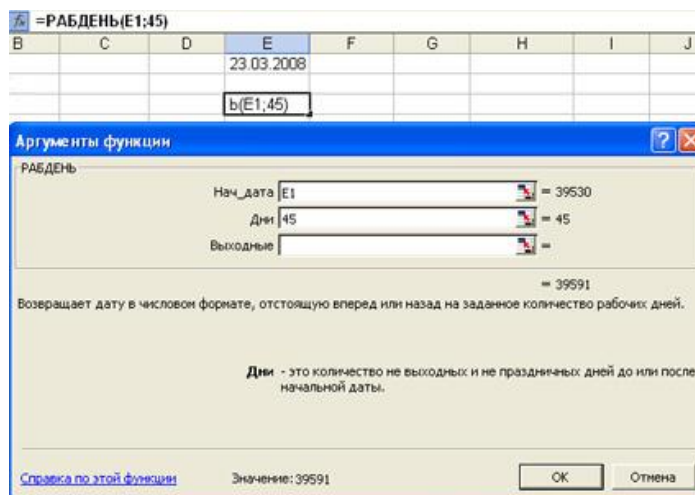 fx =РАБДЕНЬ(E1;45)
B C D E F G H I J
23.03.2008
b(E1;45)
Аргументы функции
РАБДЕНЬ
Нач_дата E1 = 39530
Дни 45 = 45
Выходные =
= 39591
Возвращает дату в числовом формате, отстоящую вперед или назад на заданное количество рабочих дней.
Дни - это количество не выходных и не праздничных дней до или после
начальной даты.
Справка по этой функции Значение:39591 OK Отмена